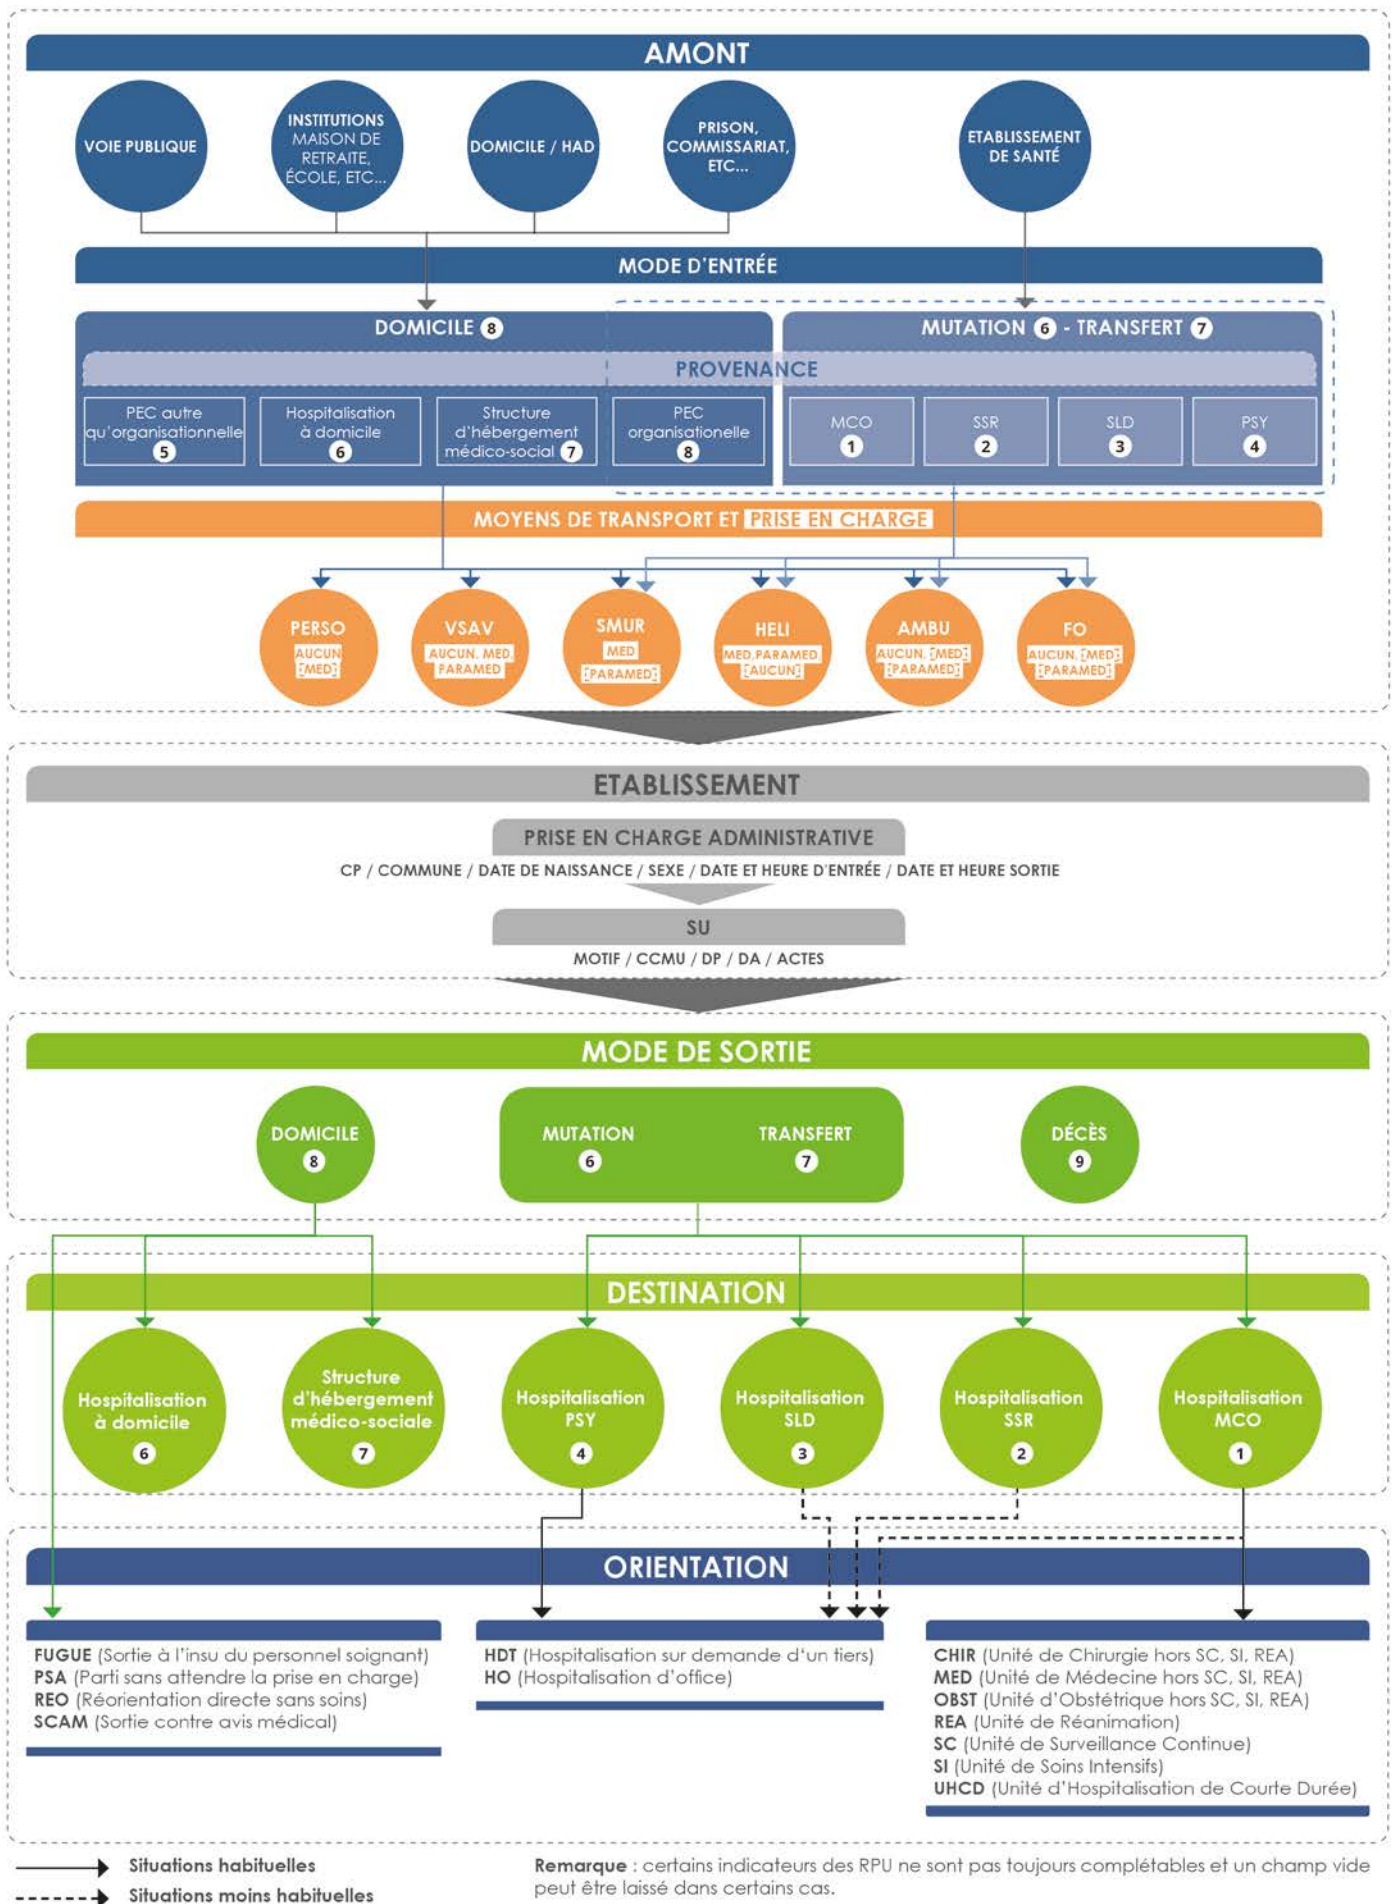 AMONT
VOIE PUBLIQUE
INSTITUTIONS
MAISON DE
RETRAITE,
ÉCOLE, ETC...
DOMICILE / HAD
PRISON,
COMMISSARIAT,
ETC...
ETABLISSEMENT
DE SANTÉ
MODE D'ENTRÉE
DOMICILE 8
MUTATION 6 - TRANSFERT 7
PROVENANCE
PEC autre
qu'organisationnelle
5
Hospitalisation
à domicile
6
Structure
d'hébergement
médico-social 7
PEC
organisationelle
8
MCO
1
SSR
2
SLD
3
PSY
4
MOYENS DE TRANSPORT ET PRISE EN CHARGE
PERSO
AUCUN
[MED]
VSAV
AUCUN, MED,
PARAMED
SMUR
MED
[PARAMED]
HELI
MED,PARAMED
[AUCUN]
AMBU
AUCUN, [MED]
[PARAMED]
FO
AUCUN, [MED]
[PARAMED]
ETABLISSEMENT
PRISE EN CHARGE ADMINISTRATIVE
CP / COMMUNE / DATE DE NAISSANCE / SEXE / DATE ET HEURE D'ENTRÉE / DATE ET HEURE SORTIE
SU
MOTIF / CCMU / DP / DA / ACTES
MODE DE SORTIE
DOMICILE
8
MUTATION
6
TRANSFERT
7
DÉCÈS
9
DESTINATION
Hospitalisation
à domicile
6
Structure
d'hébergement
médico-sociale
7
Hospitalisation
PSY
4
Hospitalisation
SLD
3
Hospitalisation
SSR
2
Hospitalisation
MCO
1
ORIENTATION
FUGUE (Sortie à l'insu du personnel soignant)
PSA (Parti sans attendre la prise en charge)
REO (Réorientation directe sans soins)
SCAM (Sortie contre avis médical)
HDT (Hospitalisation sur demande d'un tiers)
HO (Hospitalisation d'office)
CHIR (Unité de Chirurgie hors SC, SI, REA)
MED (Unité de Médecine hors SC, SI, REA)
OBST (Unité d'Obstétrique hors SC, SI, REA)
REA (Unité de Réanimation)
SC (Unité de Surveillance Continue)
SI (Unité de Soins Intensifs)
UHCD (Unité d'Hospitalisation de Courte Durée)
Situations habituelles
Situations moins habituelles
Remarque : certains indicateurs des RPU ne sont pas toujours complétables et un champ vide
peut être laissé dans certains cas.